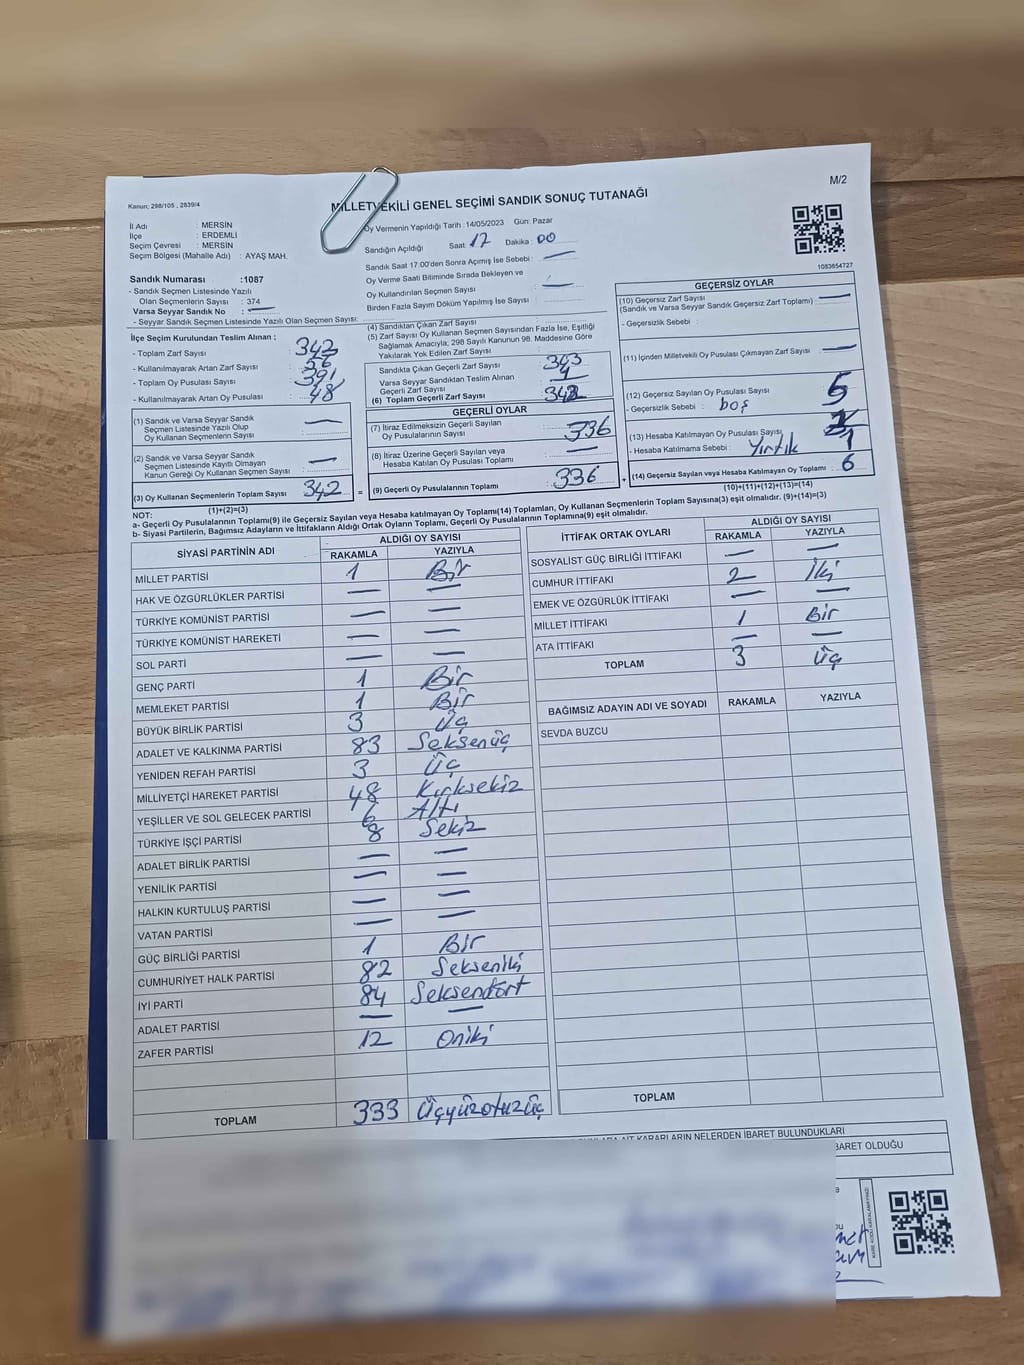 M/2
Kanun; 298/105 , 2839/4
MİLLETVEKİLİ GENEL SEÇİMİ SANDIK SONUÇ TUTANAĞI
İl Adı : MERSİN
İlçe : ERDEMLİ
Seçim Çevresi : MERSİN
Seçim Bölgesi (Mahalle Adı) : AYAŞ MAH.
Oy Vermenin Yapıldığı Tarih :14/05/2023 Gün: Pazar
Sandığın Açıldığı Saat 17 Dakika : 00
Sandık Saat 17:00'den Sonra Açımış İse Sebebi : —
Oy Verme Saati Bitiminde Sırada Bekleyen ve
Oy Kullandırılan Seçmen Sayısı : —
Birden Fazla Sayım Döküm Yapılmış İse Sayısı :
1083654727
Sandık Numarası :1087
- Sandık Seçmen Listesinde Yazılı
Olan Seçmenlerin Sayısı : 374
Varsa Seyyar Sandık No : —
- Seyyar Sandık Seçmen Listesinde Yazılı Olan Seçmen Sayısı:
İlçe Seçim Kurulundan Teslim Alınan ;
- Toplam Zarf Sayısı : 342
- Kullanılmayarak Artan Zarf Sayısı :
- Toplam Oy Pusulası Sayısı : 391
- Kullanılmayarak Artan Oy Pusulası : 48
(1) Sandık ve Varsa Seyyar Sandık
Seçmen Listesinde Yazılı Olup
Oy Kullanan Seçmenlerin Sayısı : —
(2) Sandık ve Varsa Seyyar Sandık
Seçmen Listesinde Kayıtlı Olmayan
Kanun Gereği Oy Kullanan Seçmen Sayısı : —
(3) Oy Kullanan Seçmenlerin Toplam Sayısı 342
(1)+(2)=(3)
(4) Sandıktan Çıkan Zarf Sayısı :
(5) Zarf Sayısı Oy Kullanan Seçmen Sayısından Fazla İse, Eşitliği
Sağlamak Amacıyla; 298 Sayılı Kanunun 98. Maddesine Göre
Yakılarak Yok Edilen Zarf Sayısı :
Sandıkta Çıkan Geçerli Zarf Sayısı : 343
Varsa Seyyar Sandıktan Teslim Alınan
Geçerli Zarf Sayısı :
(6) Toplam Geçerli Zarf Sayısı : 342
GEÇERLİ OYLAR
(7) İtiraz Edilmeksizin Geçerli Sayılan
Oy Pusulalarının Sayısı : 336
(8) İtiraz Üzerine Geçerli Sayılan veya
Hesaba Katılan Oy Pusulası Toplamı : —
= (9) Geçerli Oy Pusulalarının Toplamı : 336 +
GEÇERSİZ OYLAR
(10) Geçersiz Zarf Sayısı : —
(Sandık ve Varsa Seyyar Sandık Geçersiz Zarf Toplamı)
- Geçersizlik Sebebi :
(11) İçinden Milletvekili Oy Pusulası Çıkmayan Zarf Sayısı : —
(12) Geçersiz Sayılan Oy Pusulası Sayısı : 5
- Geçersizlik Sebebi : boş
(13) Hesaba Katılmayan Oy Pusulası Sayısı : 1
- Hesaba Katılmama Sebebi : Yırtık
(14) Geçersiz Sayılan veya Hesaba Katılmayan Oy Toplamı : 6
(10)+(11)+(12)+(13)=(14)
NOT:
a- Geçerli Oy Pusulalarının Toplamı(9) ile Geçersiz Sayılan veya Hesaba Katılmayan Oy Toplamı(14) Toplamları, Oy Kullanan Seçmenlerin Toplam Sayısına(3) eşit olmalıdır. (9)+(14)=(3)
b- Siyasi Partilerin, Bağımsız Adayların ve İttifakların Aldığı Ortak Oyların Toplamı, Geçerli Oy Pusulalarının Toplamına(9) eşit olmalıdır.
SİYASİ PARTİNİN ADI ALDIĞI OY SAYISI
RAKAMLA YAZIYLA
MİLLET PARTİSİ 1 Bir
HAK VE ÖZGÜRLÜKLER PARTİSİ — —
TÜRKİYE KOMÜNİST PARTİSİ — —
TÜRKİYE KOMÜNİST HAREKETİ — —
SOL PARTİ — —
GENÇ PARTİ 1 Bir
MEMLEKET PARTİSİ 1 Bir
BÜYÜK BİRLİK PARTİSİ 3 Üç
ADALET VE KALKINMA PARTİSİ 83 Seksenüç
YENİDEN REFAH PARTİSİ 3 Üç
MİLLİYETÇİ HAREKET PARTİSİ 48 Kırksekiz
YEŞİLLER VE SOL GELECEK PARTİSİ 6 Altı
TÜRKİYE İŞÇİ PARTİSİ 8 Sekiz
ADALET BİRLİK PARTİSİ — —
YENİLİK PARTİSİ — —
HALKIN KURTULUŞ PARTİSİ — —
VATAN PARTİSİ — —
GÜÇ BİRLİĞİ PARTİSİ 1 Bir
CUMHURİYET HALK PARTİSİ 82 Sekseniki
İYİ PARTİ 84 Seksendört
ADALET PARTİSİ — —
ZAFER PARTİSİ 12 Oniki
TOPLAM 333 Üçyüzotuzüç
İTTİFAK ORTAK OYLARI ALDIĞI OY SAYISI
RAKAMLA YAZIYLA
SOSYALİST GÜÇ BİRLİĞİ İTTİFAKI — —
CUMHUR İTTİFAKI 2 İki
EMEK VE ÖZGÜRLÜK İTTİFAKI — —
MİLLET İTTİFAKI 1 Bir
ATA İTTİFAKI — —
TOPLAM 3 Üç
BAĞIMSIZ ADAYIN ADI VE SOYADI RAKAMLA YAZIYLA
SEVDA BUZCU
TOPLAM
KARARLARIN NELERDEN İBARET BULUNDUKLARI
BARET OLDUĞU